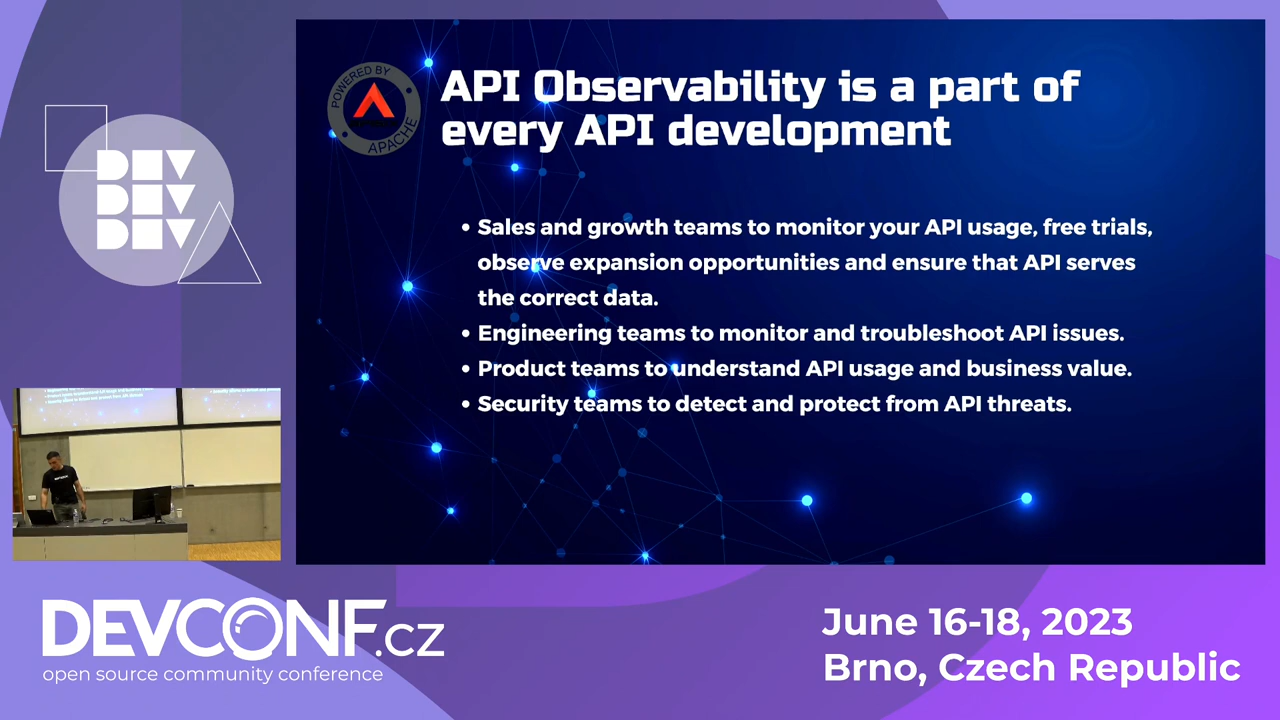 DEV
DEV
DEV
POWERED BY
APACHE
API Observability is a part of
every API development
• Sales and growth teams to monitor your API usage, free trials,
observe expansion opportunities and ensure that API serves
the correct data.
• Engineering teams to monitor and troubleshoot API issues.
• Product teams to understand API usage and business value.
• Security teams to detect and protect from API threats.
DEVCONF.cz
open source community conference
June 16-18, 2023
Brno, Czech Republic